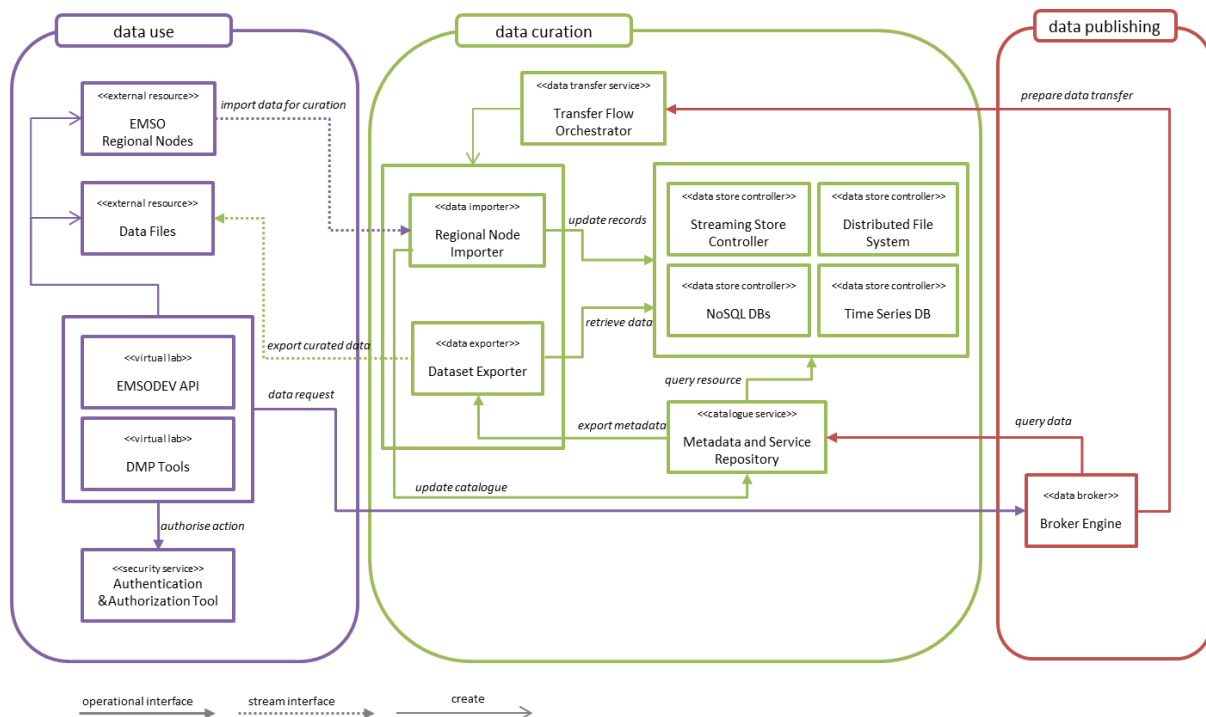 data use
data curation
data publishing
<<external resource>>
EMSO
Regional Nodes
import data for curation
<<data transfer service>>
Transfer Flow
Orchestrator
prepare data transfer
<<external resource>>
Data Files
<<data importer>>
Regional Node
Importer
update records
<<data store controller>>
Streaming Store
Controller
<<data store controller>>
Distributed File
System
<<data store controller>>
NoSQL DBs
<<data store controller>>
Time Series DB
export curated data
<<data exporter>>
Dataset Exporter
retrieve data
<<virtual lab>>
EMSODEV API
data request
query resource
export metadata
<<catalogue service>>
Metadata and Service
Repository
query data
<<virtual lab>>
DMP Tools
update catalogue
<<data broker>>
Broker Engine
authorise action
<<security service>>
Authentication
&Authorization Tool
operational interface
stream interface
create